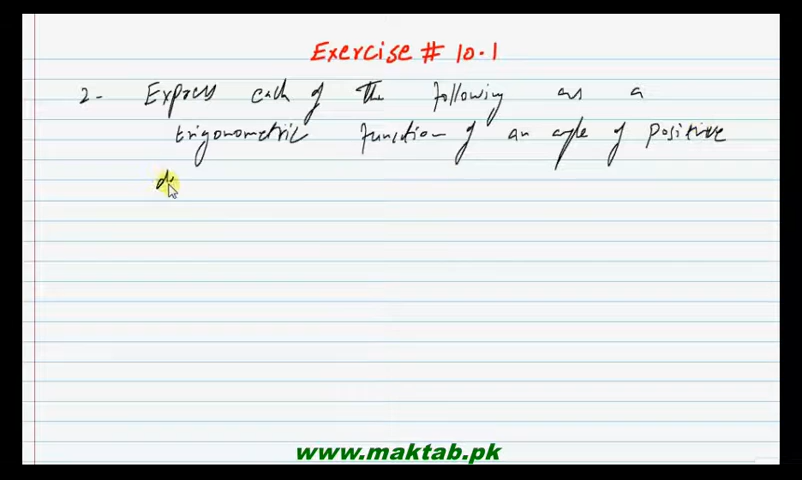 Exercise # 10.1
2- Express each of the following as a
trigonometric function of an angle of positive
d
www.maktab.pk